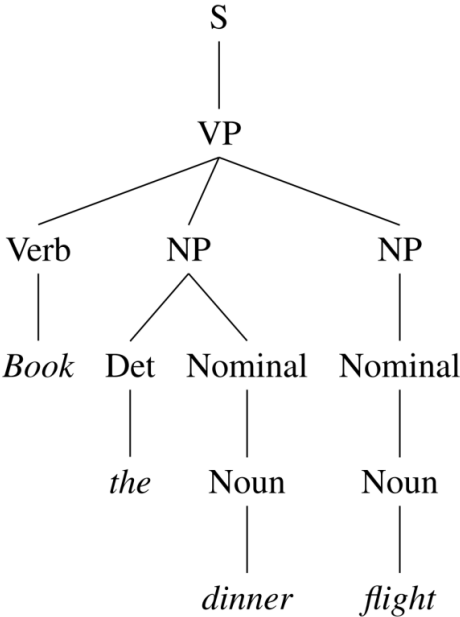 S
VP
Verb NP NP
Book Det Nominal Nominal
the Noun Noun
dinner flight